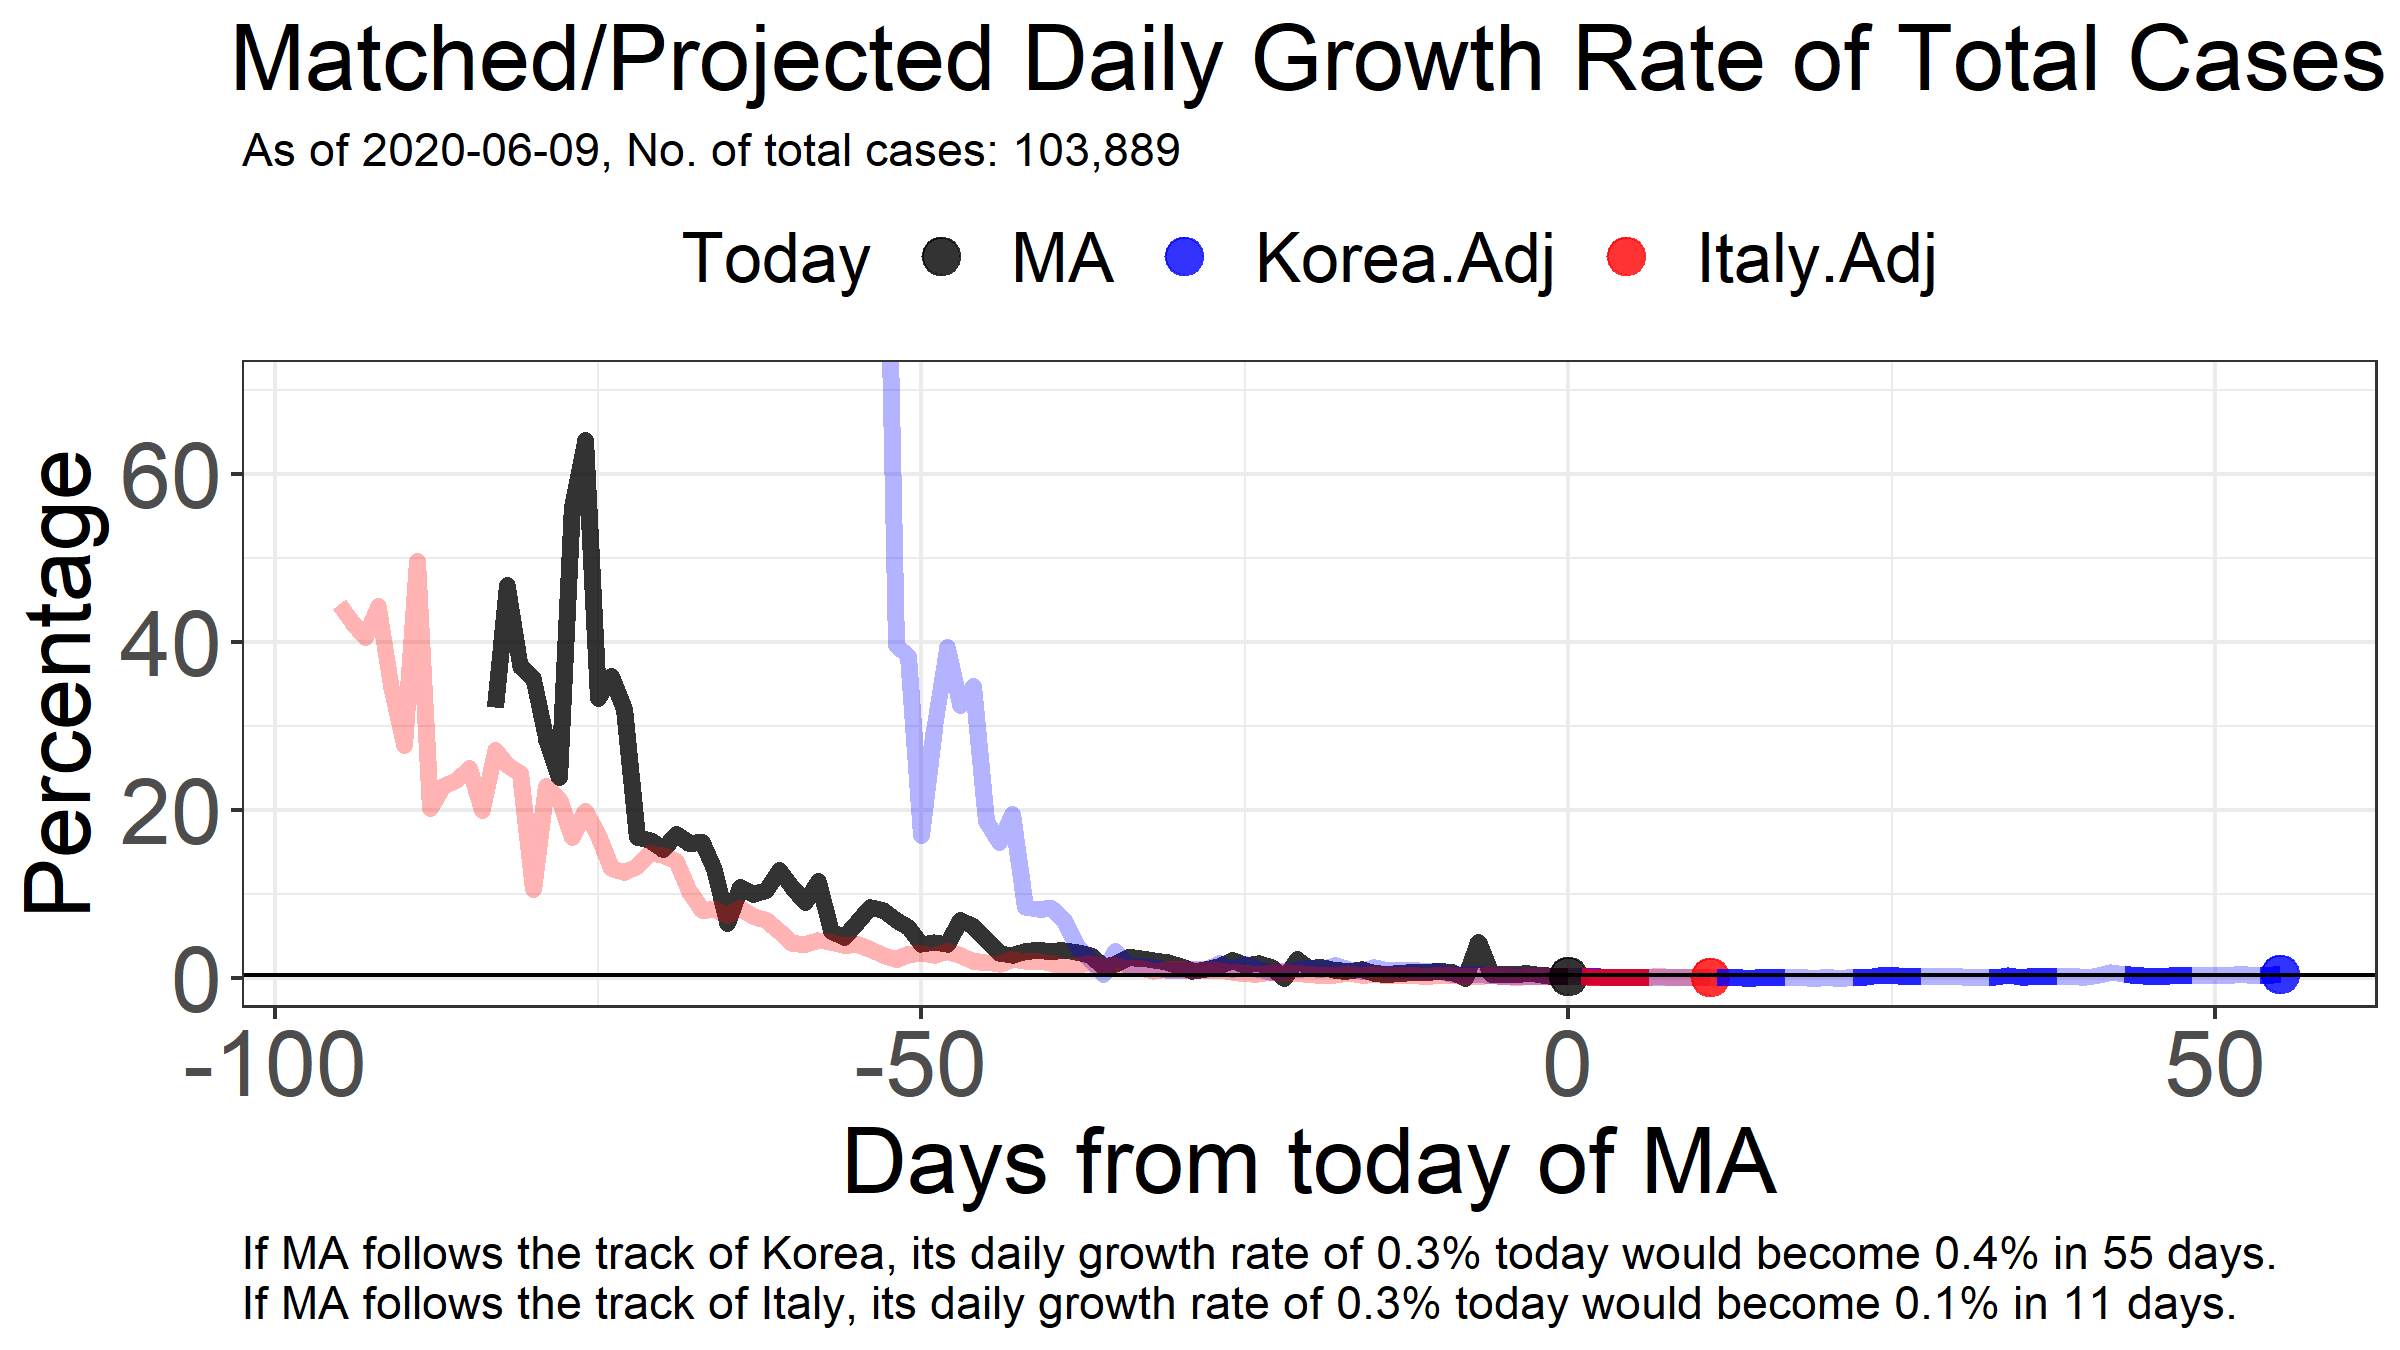 Matched/Projected Daily Growth Rate of Total Cases
As of 2020-06-09, No. of total cases: 103,889
Today MA Korea.Adj Italy.Adj
Percentage
60
40
20
0
-100 -50 0 50
Days from today of MA
If MA follows the track of Korea, its daily growth rate of 0.3% today would become 0.4% in 55 days.
If MA follows the track of Italy, its daily growth rate of 0.3% today would become 0.1% in 11 days.